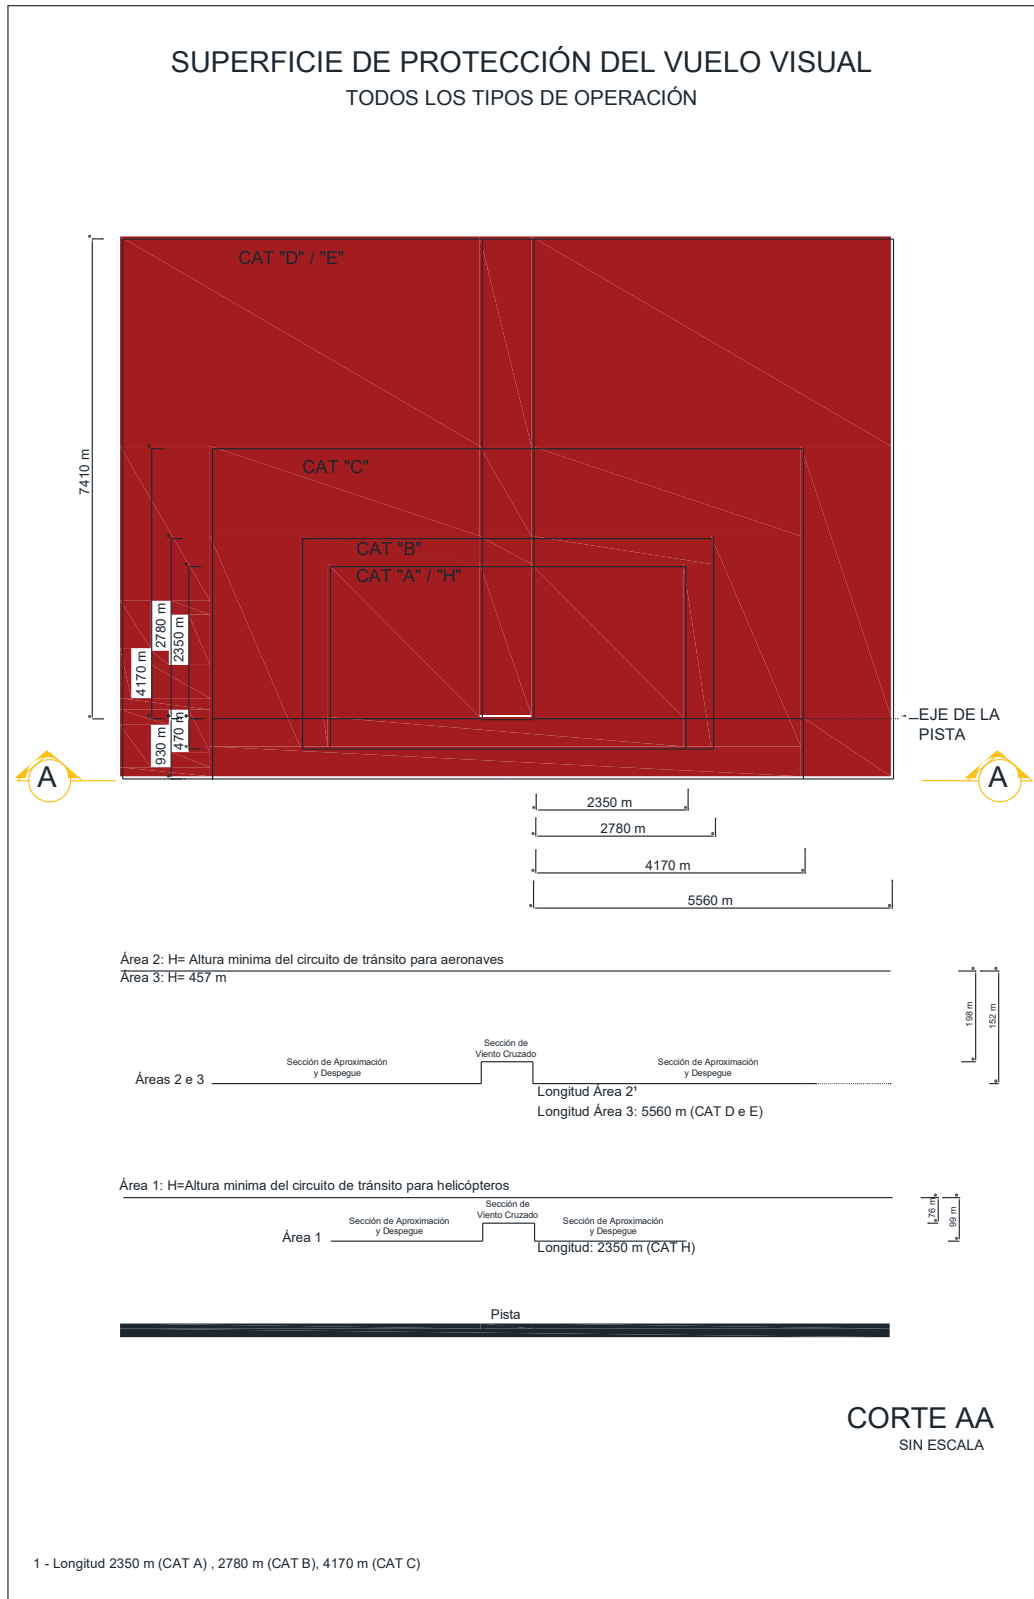 SUPERFICIE DE PROTECCIÓN DEL VUELO VISUAL
TODOS LOS TIPOS DE OPERACIÓN
CAT "D" / "E"
CAT "C"
CAT "B"
CAT "A" / "H"
7410 m
4170 m
2780 m
2350 m
930 m
470 m
EJE DE LA
PISTA
A
A
2350 m
2780 m
4170 m
5560 m
Área 2: H= Altura minima del circuito de tránsito para aeronaves
Área 3: H= 457 m
198 m
152 m
Sección de
Viento Cruzado
Sección de Aproximación
y Despegue
Sección de Aproximación
y Despegue
Áreas 2 e 3
Longitud Área 2¹
Longitud Área 3: 5560 m (CAT D e E)
Área 1: H=Altura minima del circuito de tránsito para helicópteros
76 m
99 m
Sección de
Viento Cruzado
Sección de Aproximación
y Despegue
Sección de Aproximación
y Despegue
Área 1
Longitud: 2350 m (CAT H)
Pista
CORTE AA
SIN ESCALA
1 - Longitud 2350 m (CAT A) , 2780 m (CAT B), 4170 m (CAT C)